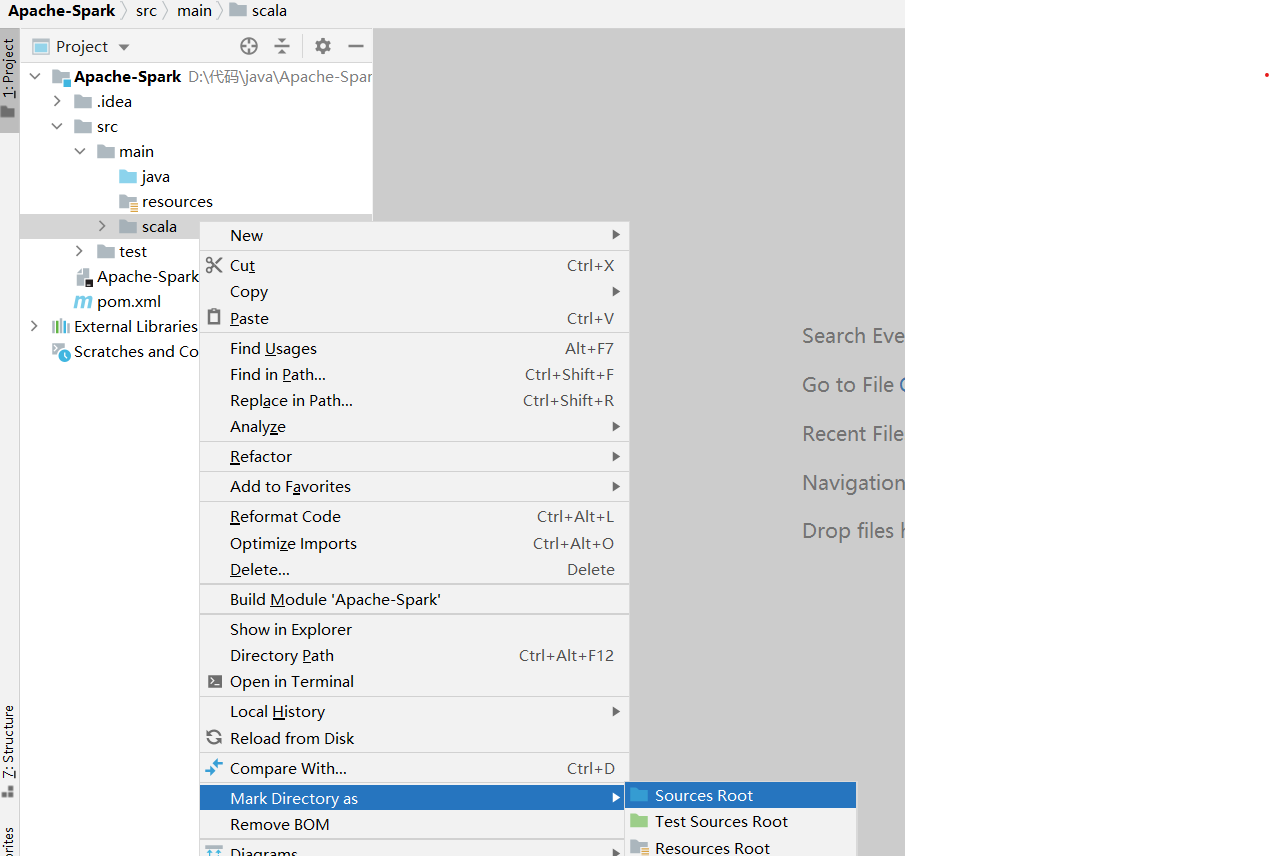 Apache-Spark src main scala
1: Project
Project
Apache-Spark D:\代码\java\Apache-Spar
.idea
src
main
java
resources
scala
test
Apache-Spark
pom.xml
External Libraries
Scratches and Co
New
Cut Ctrl+X
Copy
Paste Ctrl+V
Find Usages Alt+F7
Find in Path... Ctrl+Shift+F
Replace in Path... Ctrl+Shift+R
Analyze
Refactor
Add to Favorites
Reformat Code Ctrl+Alt+L
Optimize Imports Ctrl+Alt+O
Delete... Delete
Build Module 'Apache-Spark'
Show in Explorer
Directory Path Ctrl+Alt+F12
Open in Terminal
Local History
Reload from Disk
Compare With... Ctrl+D
Mark Directory as
Remove BOM
Diagrams
Sources Root
Test Sources Root
Resources Root
Search Eve
Go to File
Recent File
Navigation
Drop files h
7: Structure
orites